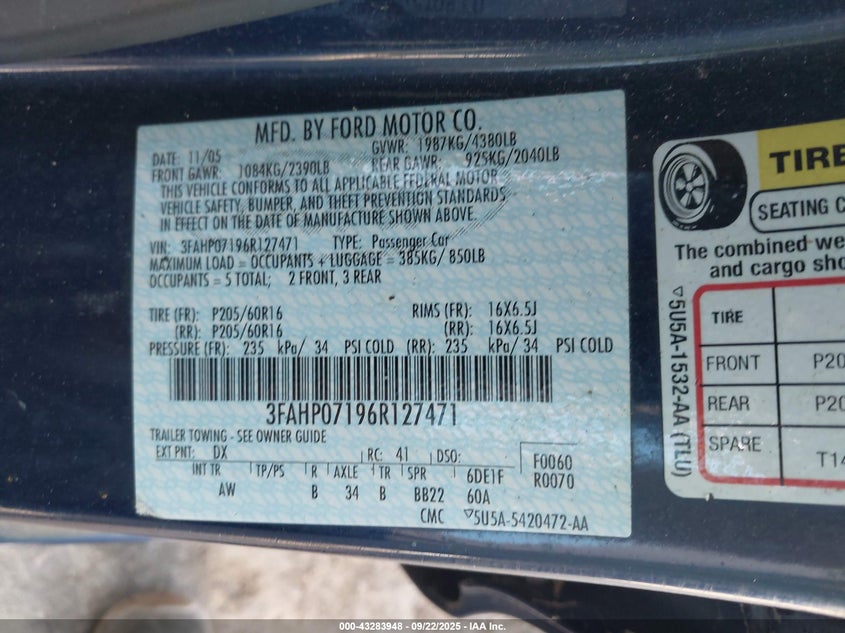 MFD. BY FORD MOTOR CO.
DATE: 11/05 GVWR: 1987KG/4380LB
FRONT GAWR: 1084KG/2390LB REAR GAWR: 925KG/2040LB
THIS VEHICLE CONFORMS TO ALL APPLICABLE FEDERAL MOTOR
VEHICLE SAFETY, BUMPER, AND THEFT PREVENTION STANDARDS
IN EFFECT ON THE DATE OF MANUFACTURE SHOWN ABOVE.
VIN: 3FAHP07196R127471 TYPE: Passenger Car
MAXIMUM LOAD = OCCUPANTS + LUGGAGE = 385KG/ 850LB
OCCUPANTS = 5 TOTAL; 2 FRONT, 3 REAR
TIRE (FR): P205/60R16 RIMS (FR): 16X6.5J
(RR): P205/60R16 (RR): 16X6.5J
PRESSURE (FR): 235 kPa/ 34 PSI COLD (RR): 235 kPa/ 34 PSI COLD
3FAHP07196R127471
TRAILER TOWING - SEE OWNER GUIDE
EXT PNT: DX RC: 41 DSO: F0060
INT TR TP/PS R AXLE TR SPR 6DE1F R0070
AW B 34 B BB22 60A
CMC ▽5U5A-5420472-AA
TIRE
SEATING C
The combined we
and cargo sho
▽5U5A-1532-AA (TLU)
TIRE
FRONT P20
REAR P20
SPARE T14
000-43283948 - 09/22/2025 - IAA Inc.